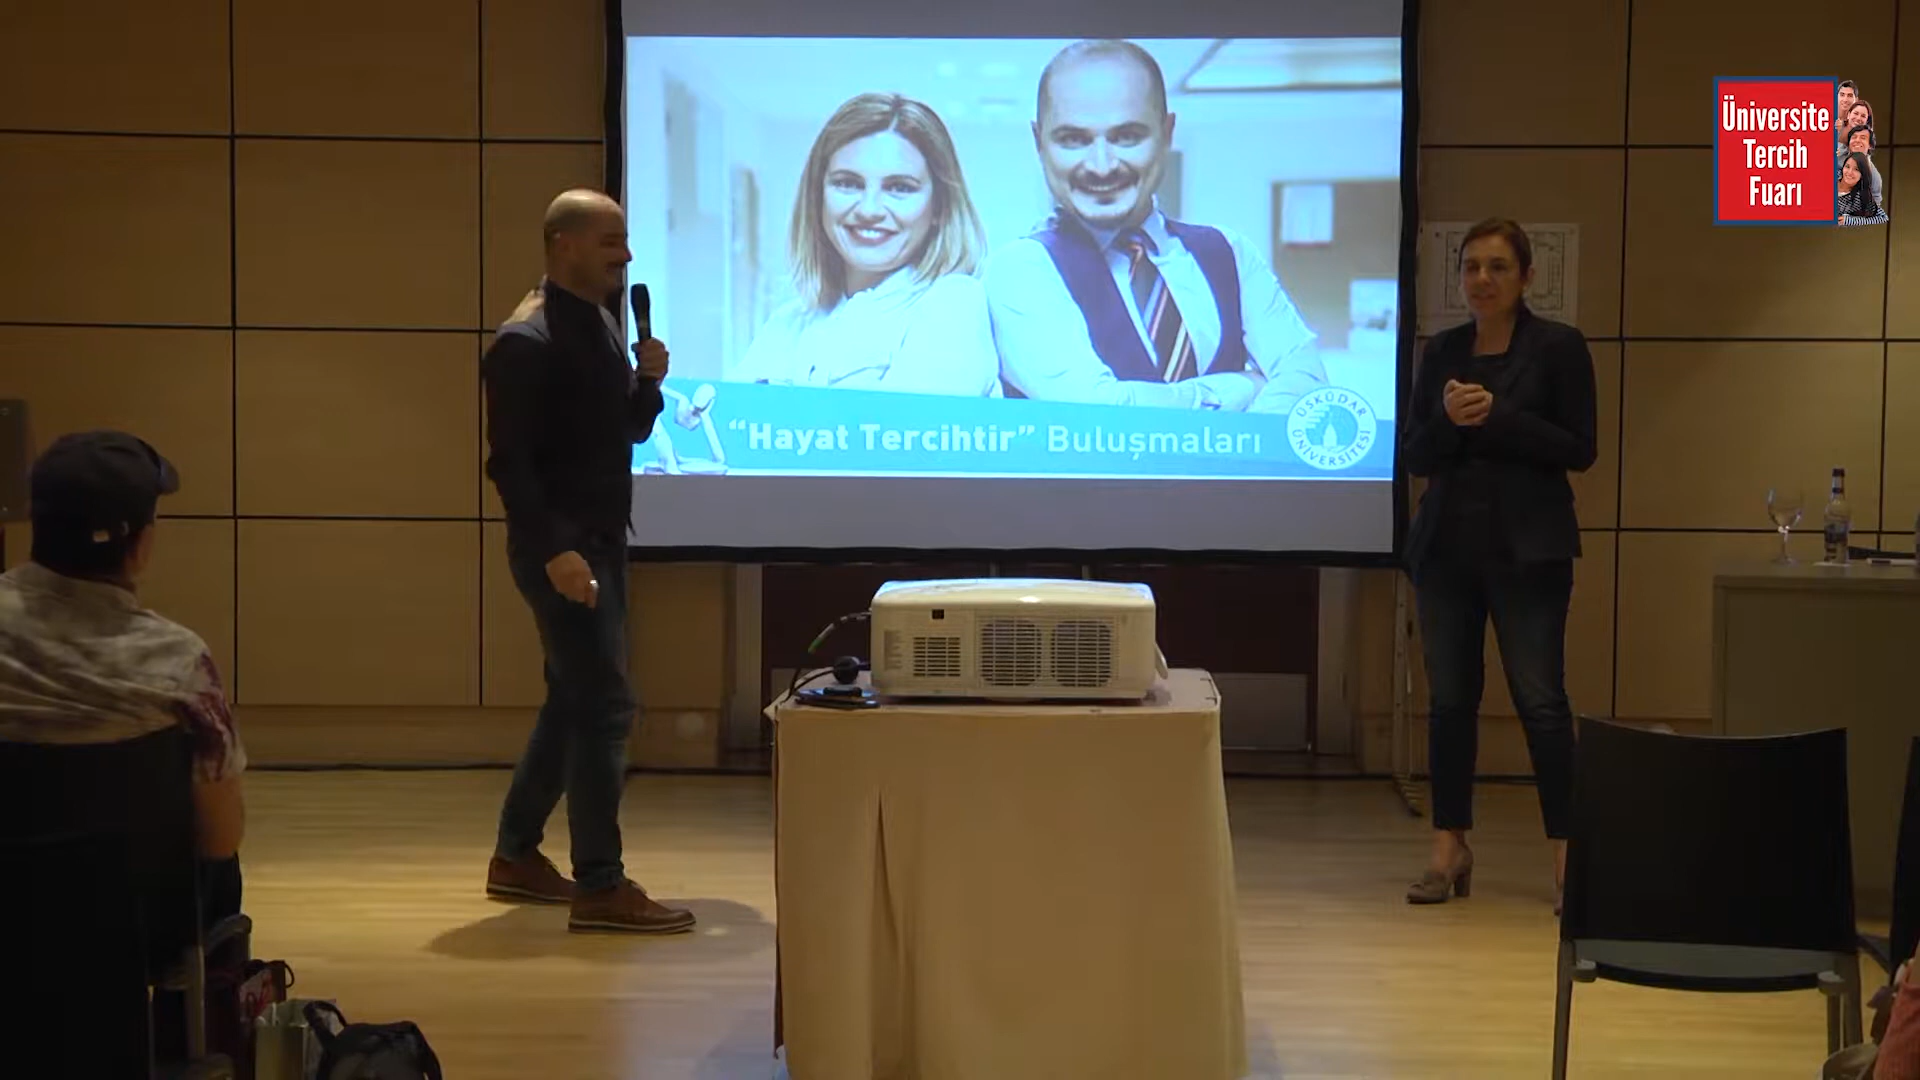 Üniversite
Tercih
Fuarı
"Hayat Tercihtir" Buluşmaları
ÜSKÜDAR
ÜNİVERSİTESİ